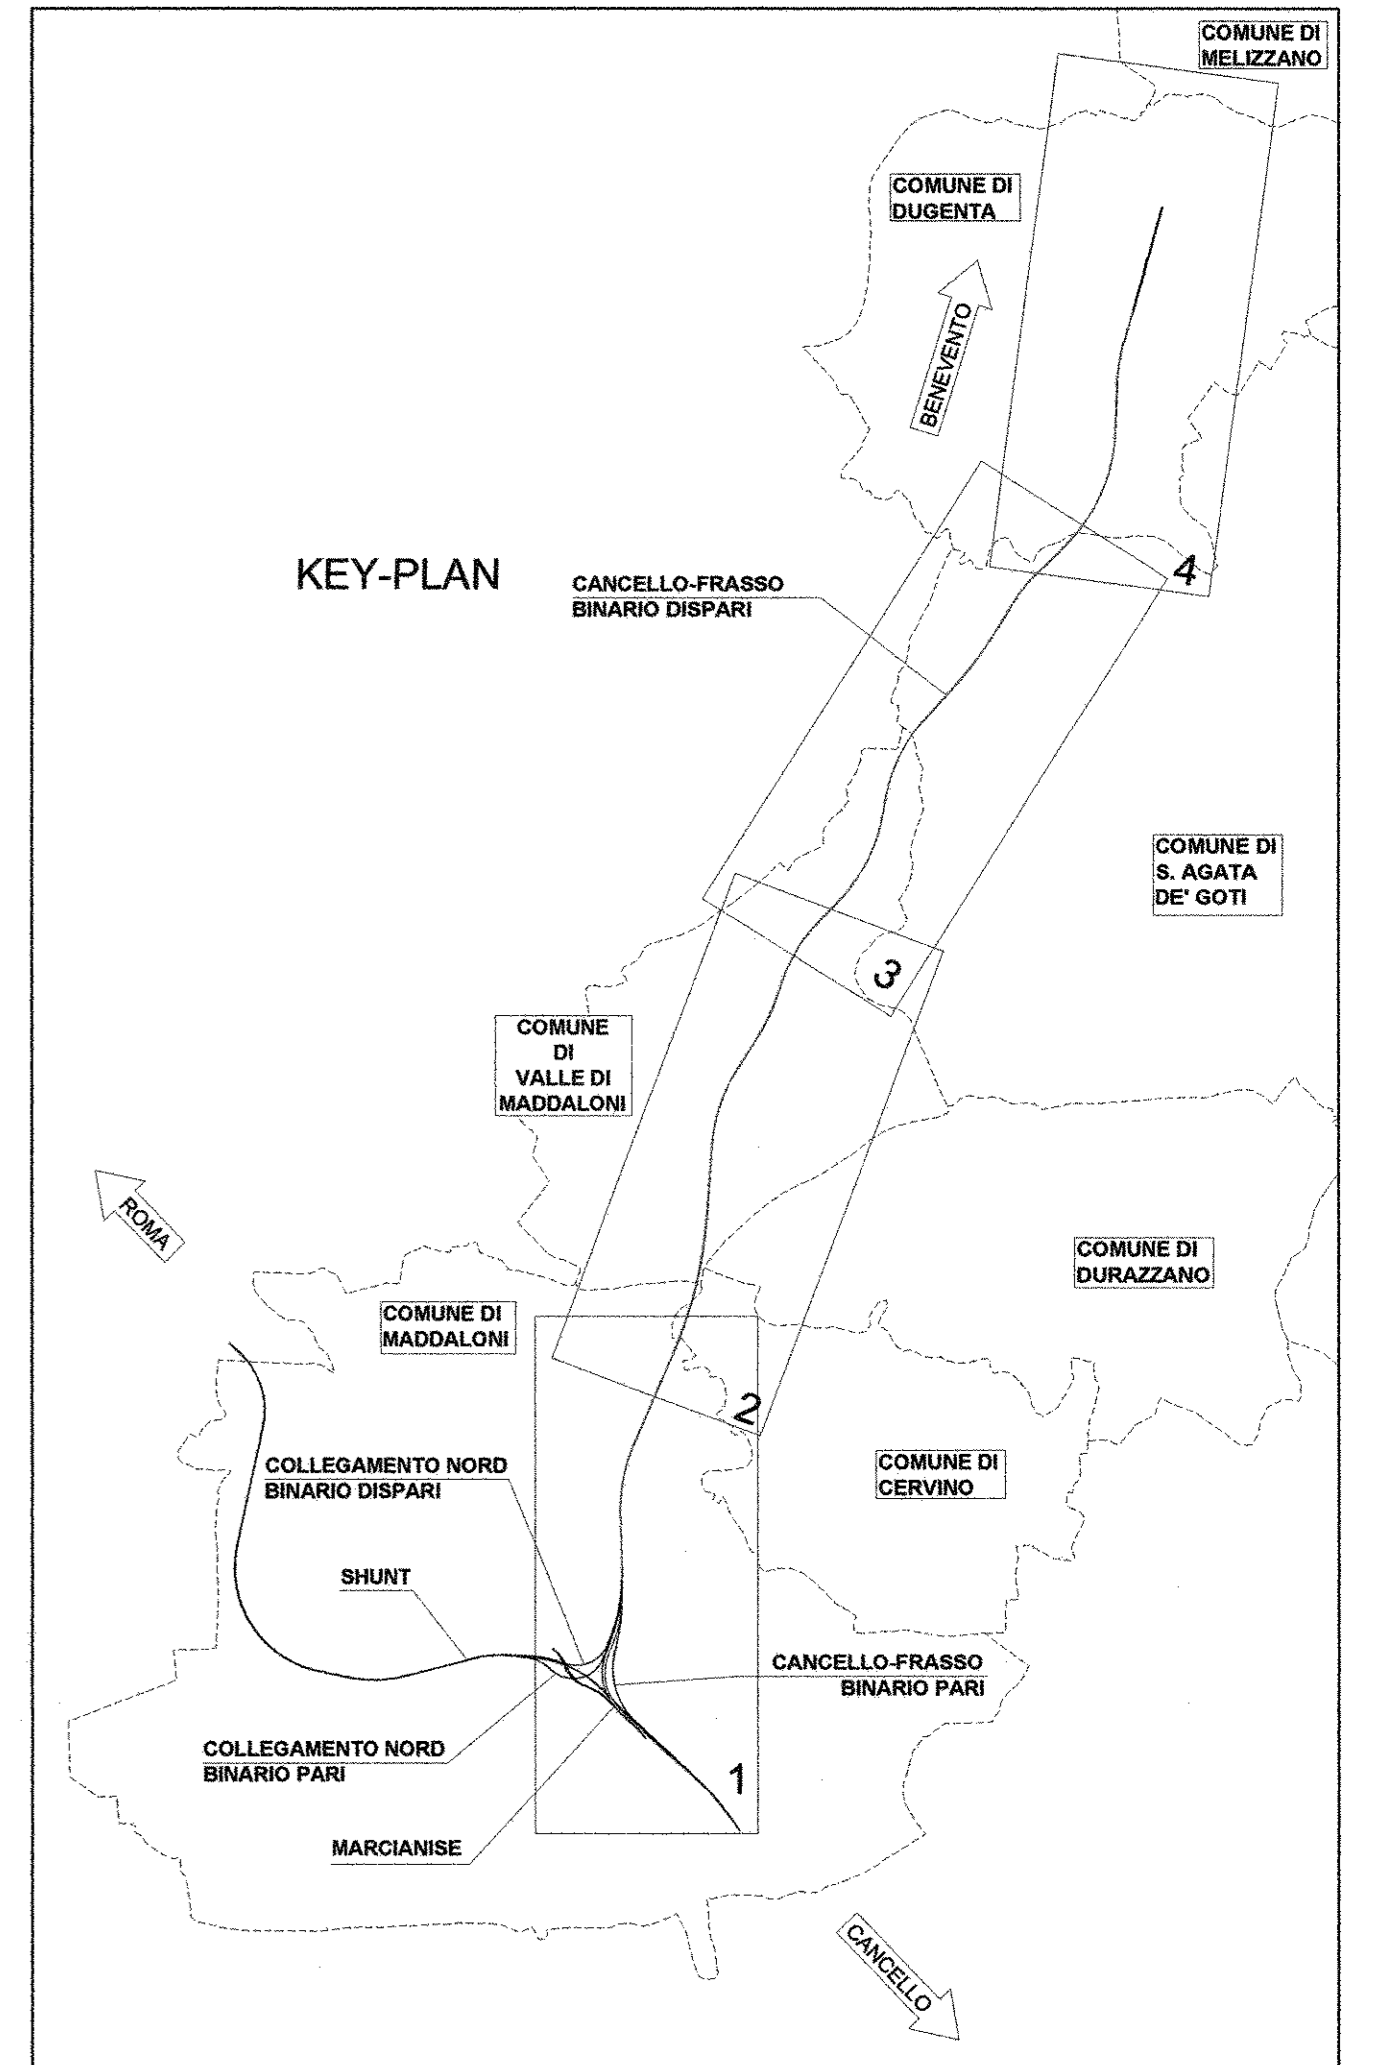 COMUNE DI
MELIZZANO
COMUNE DI
DUGENTA
BENEVENTO
KEY-PLAN
CANCELLO-FRASSO
BINARIO DISPARI
4
COMUNE DI
S. AGATA
DE' GOTI
3
COMUNE
DI
VALLE DI
MADDALONI
ROMA
COMUNE DI
DURAZZANO
COMUNE DI
MADDALONI
2
COLLEGAMENTO NORD
BINARIO DISPARI
COMUNE DI
CERVINO
SHUNT
CANCELLO-FRASSO
BINARIO PARI
COLLEGAMENTO NORD
BINARIO PARI
1
MARCIANISE
CANCELLO